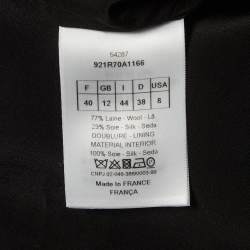 54287
921R70A1166
F GB I D USA
40 12 44 38 8
77% Laine - Wool - Lã
23% Soie - Silk - Seda
DOUBLURE - LINING
MATERIAL INTERIOR
100% Soie - Silk - Seda
Made in FRANCE
FRANÇA